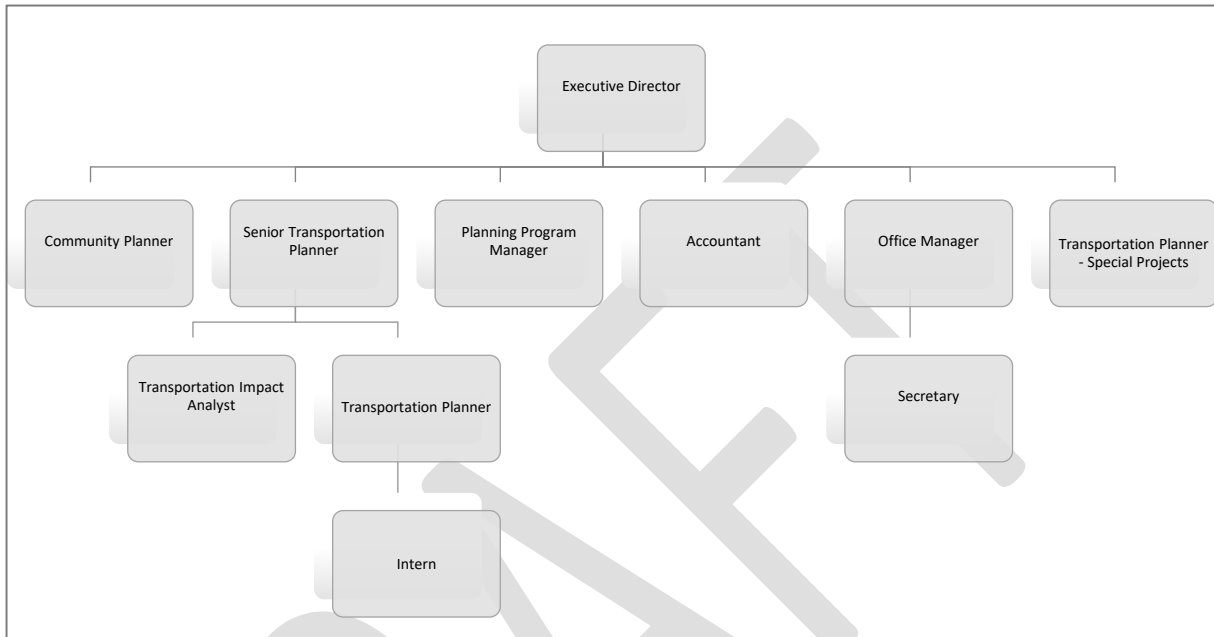 Executive Director
Community Planner
Senior Transportation
Planner
Planning Program
Manager
Accountant
Office Manager
Transportation Planner
- Special Projects
Transportation Impact
Analyst
Transportation Planner
Secretary
Intern